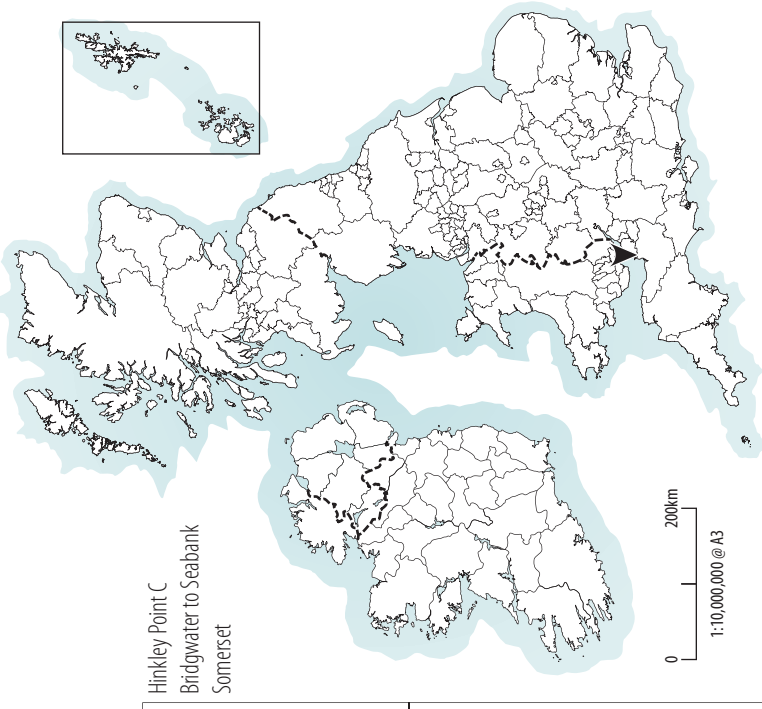 Hinkley Point C
Bridgwater to Seabank
Somerset
0
200km
1:10,000,000 @ A3